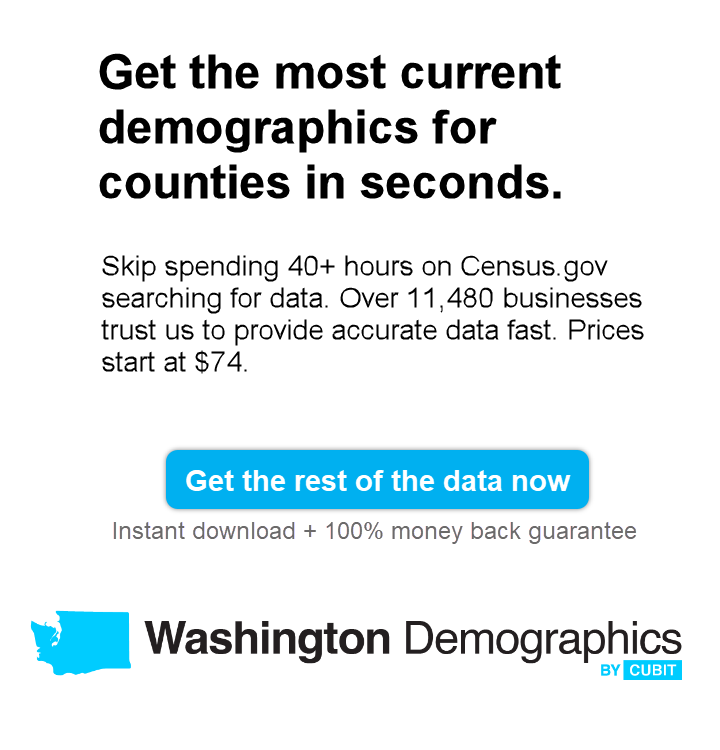 Get the most current
demographics for
counties in seconds.
Skip spending 40+ hours on Census.gov
searching for data. Over 11,480 businesses
trust us to provide accurate data fast. Prices
start at $74.
Get the rest of the data now
Instant download + 100% money back guarantee
Washington Demographics
BY CUBIT